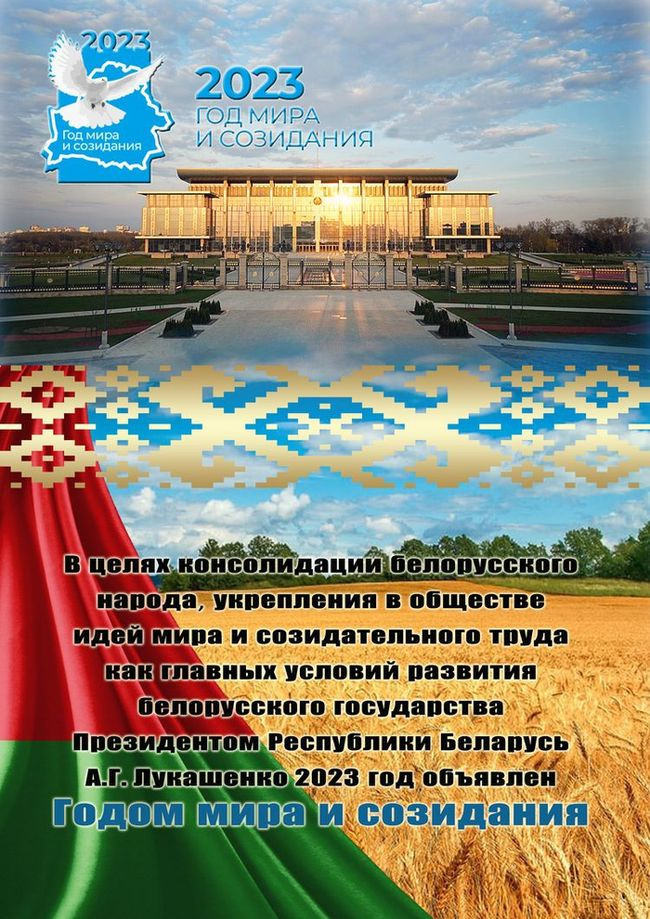 2023
Год мира
и созидания
2023
ГОД МИРА
И СОЗИДАНИЯ
В целях консолидации белорусского
народа, укрепления в обществе
идей мира и созидательного труда
как главных условий развития
белорусского государства
Президентом Республики Беларусь
А.Г. Лукашенко 2023 год объявлен
Годом мира и созидания